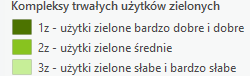 Kompleksy trwałych użytków zielonych
1z - użytki zielone bardzo dobre i dobre
2z - użytki zielone średnie
3z - użytki zielone słabe i bardzo słabe